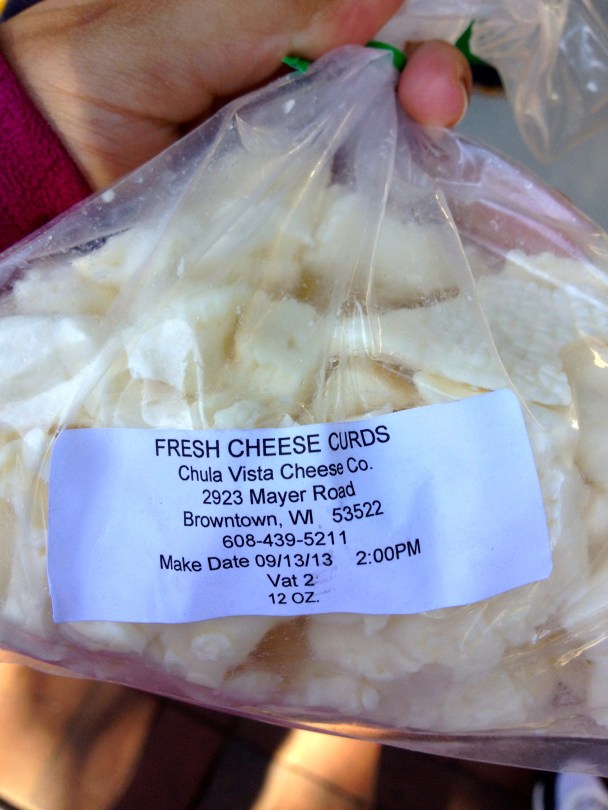 FRESH CHEESE CURDS
Chula Vista Cheese Co.
2923 Mayer Road
Browntown, WI 53522
608-439-5211
Make Date 09/13/13 2:00PM
Vat 2
12 OZ.